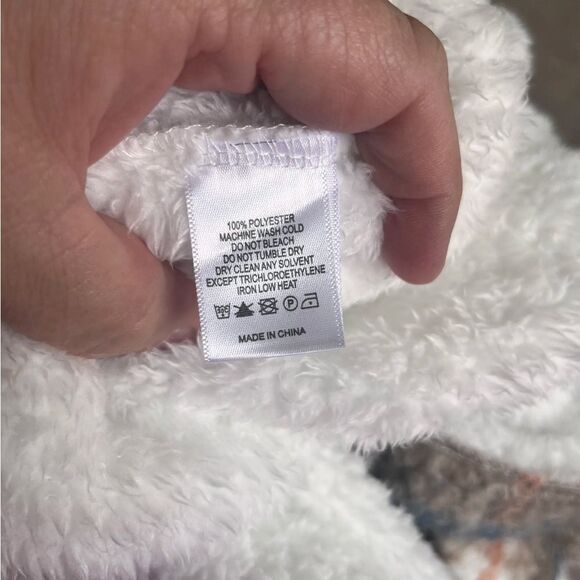 100% POLYESTER
MACHINE WASH COLD
DO NOT BLEACH
DO NOT TUMBLE DRY
DRY CLEAN ANY SOLVENT
EXCEPT TRICHLOROETHYLENE
IRON LOW HEAT
P
MADE IN CHINA